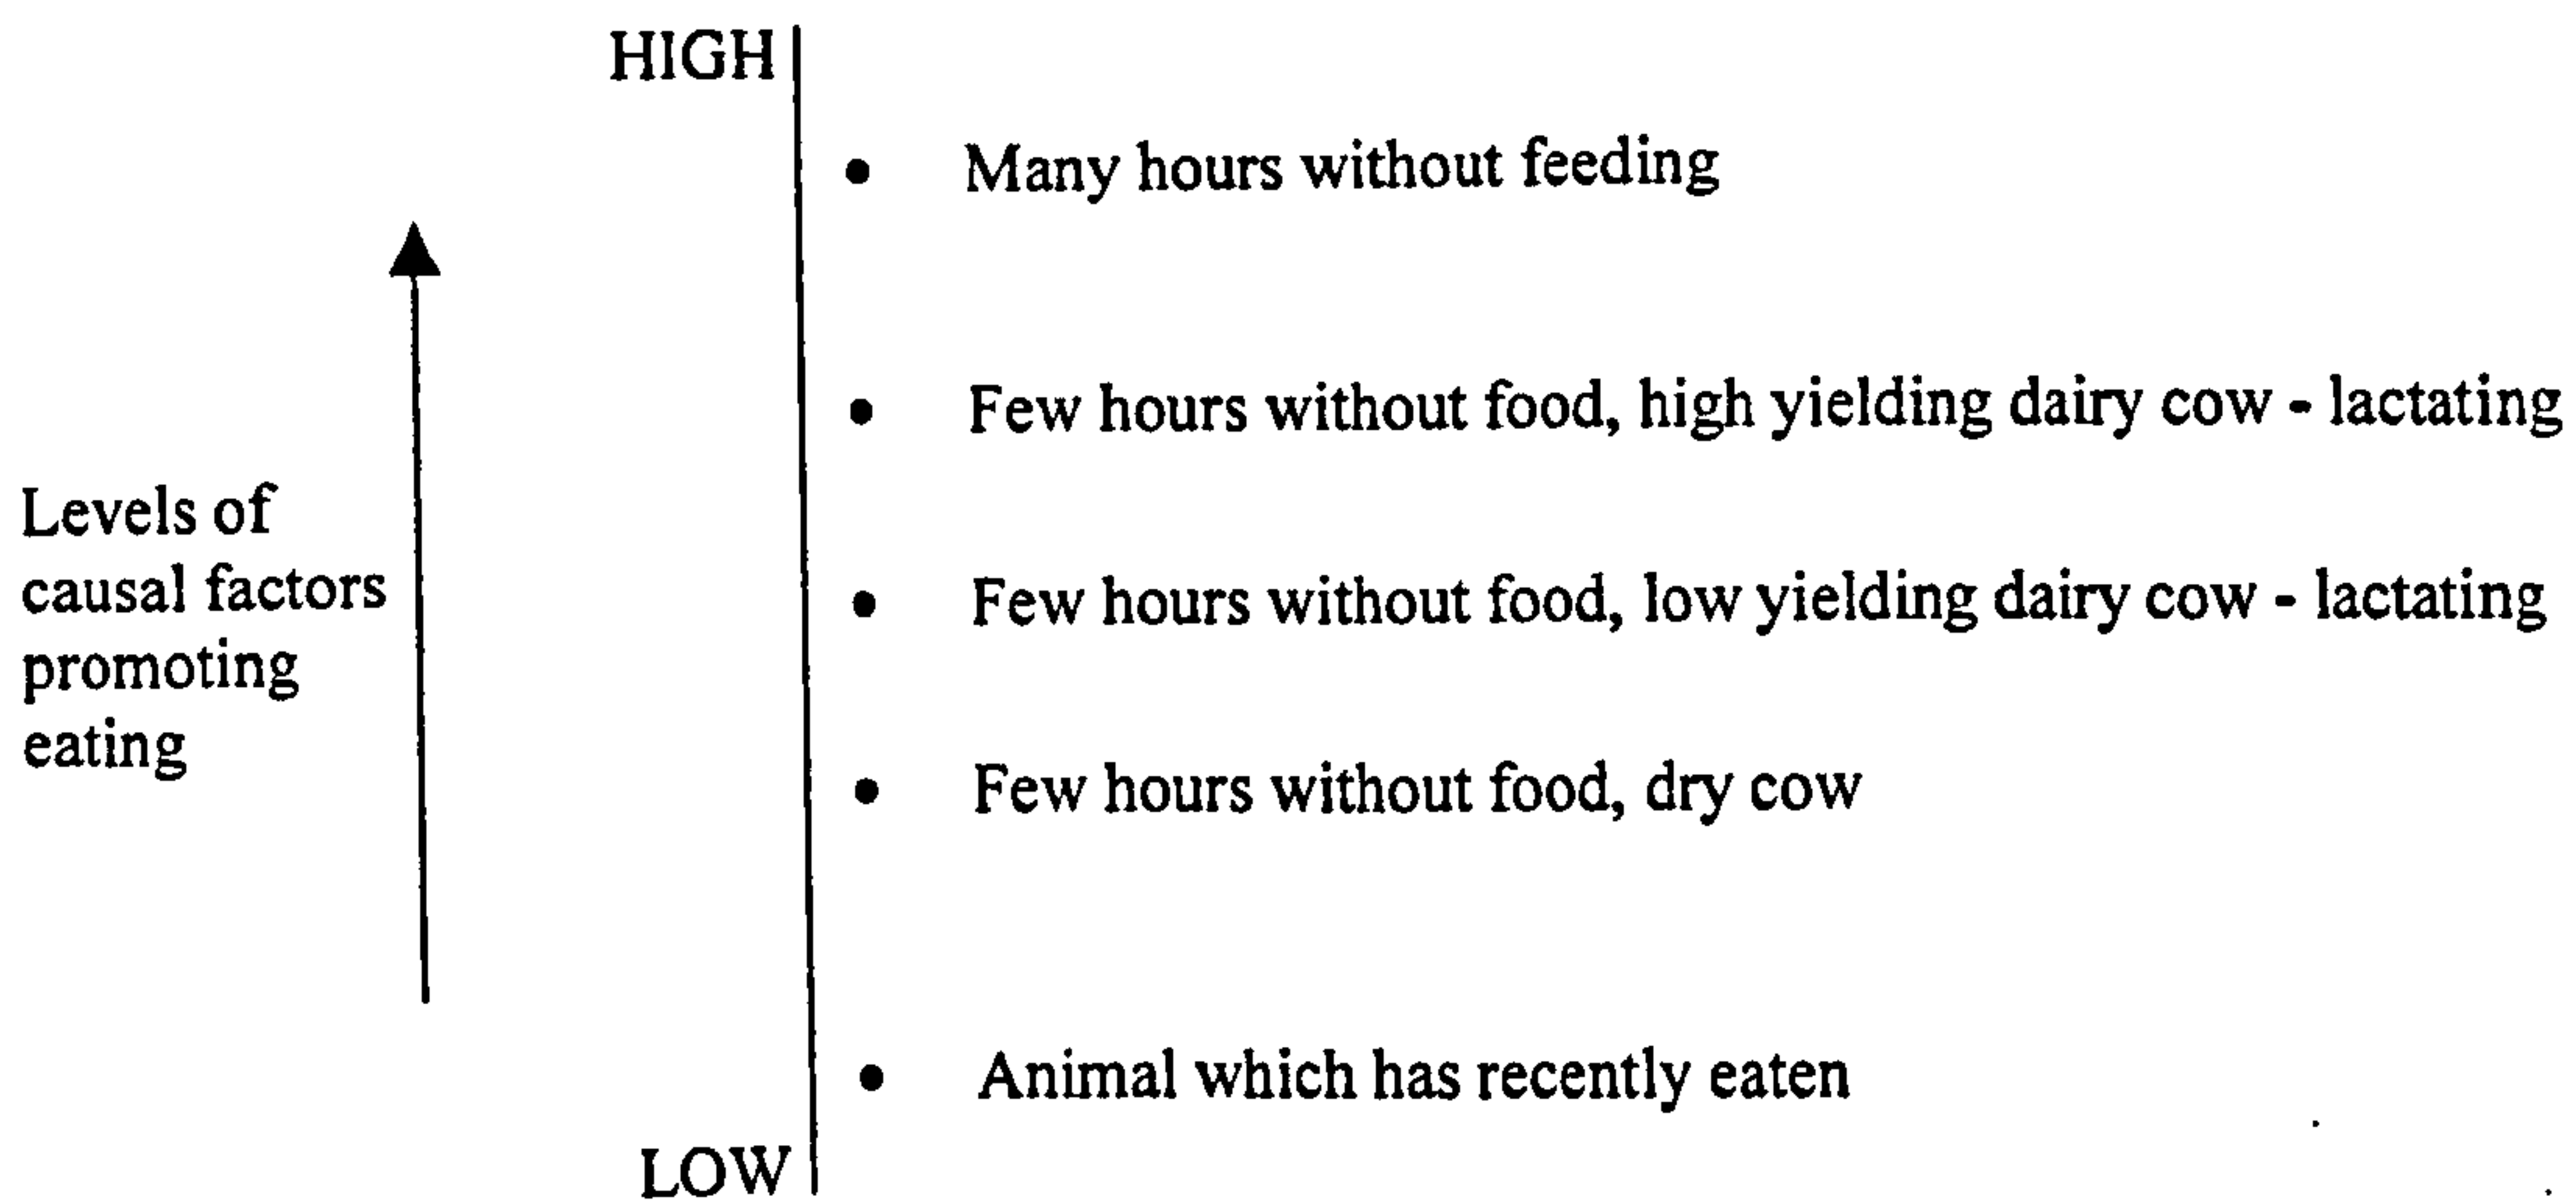 HIGH
• Many hours without feeding
• Few hours without food, high yielding dairy cow - lactating
Levels of
causal factors
promoting
eating
• Few hours without food, low yielding dairy cow - lactating
• Few hours without food, dry cow
• Animal which has recently eaten
LOW